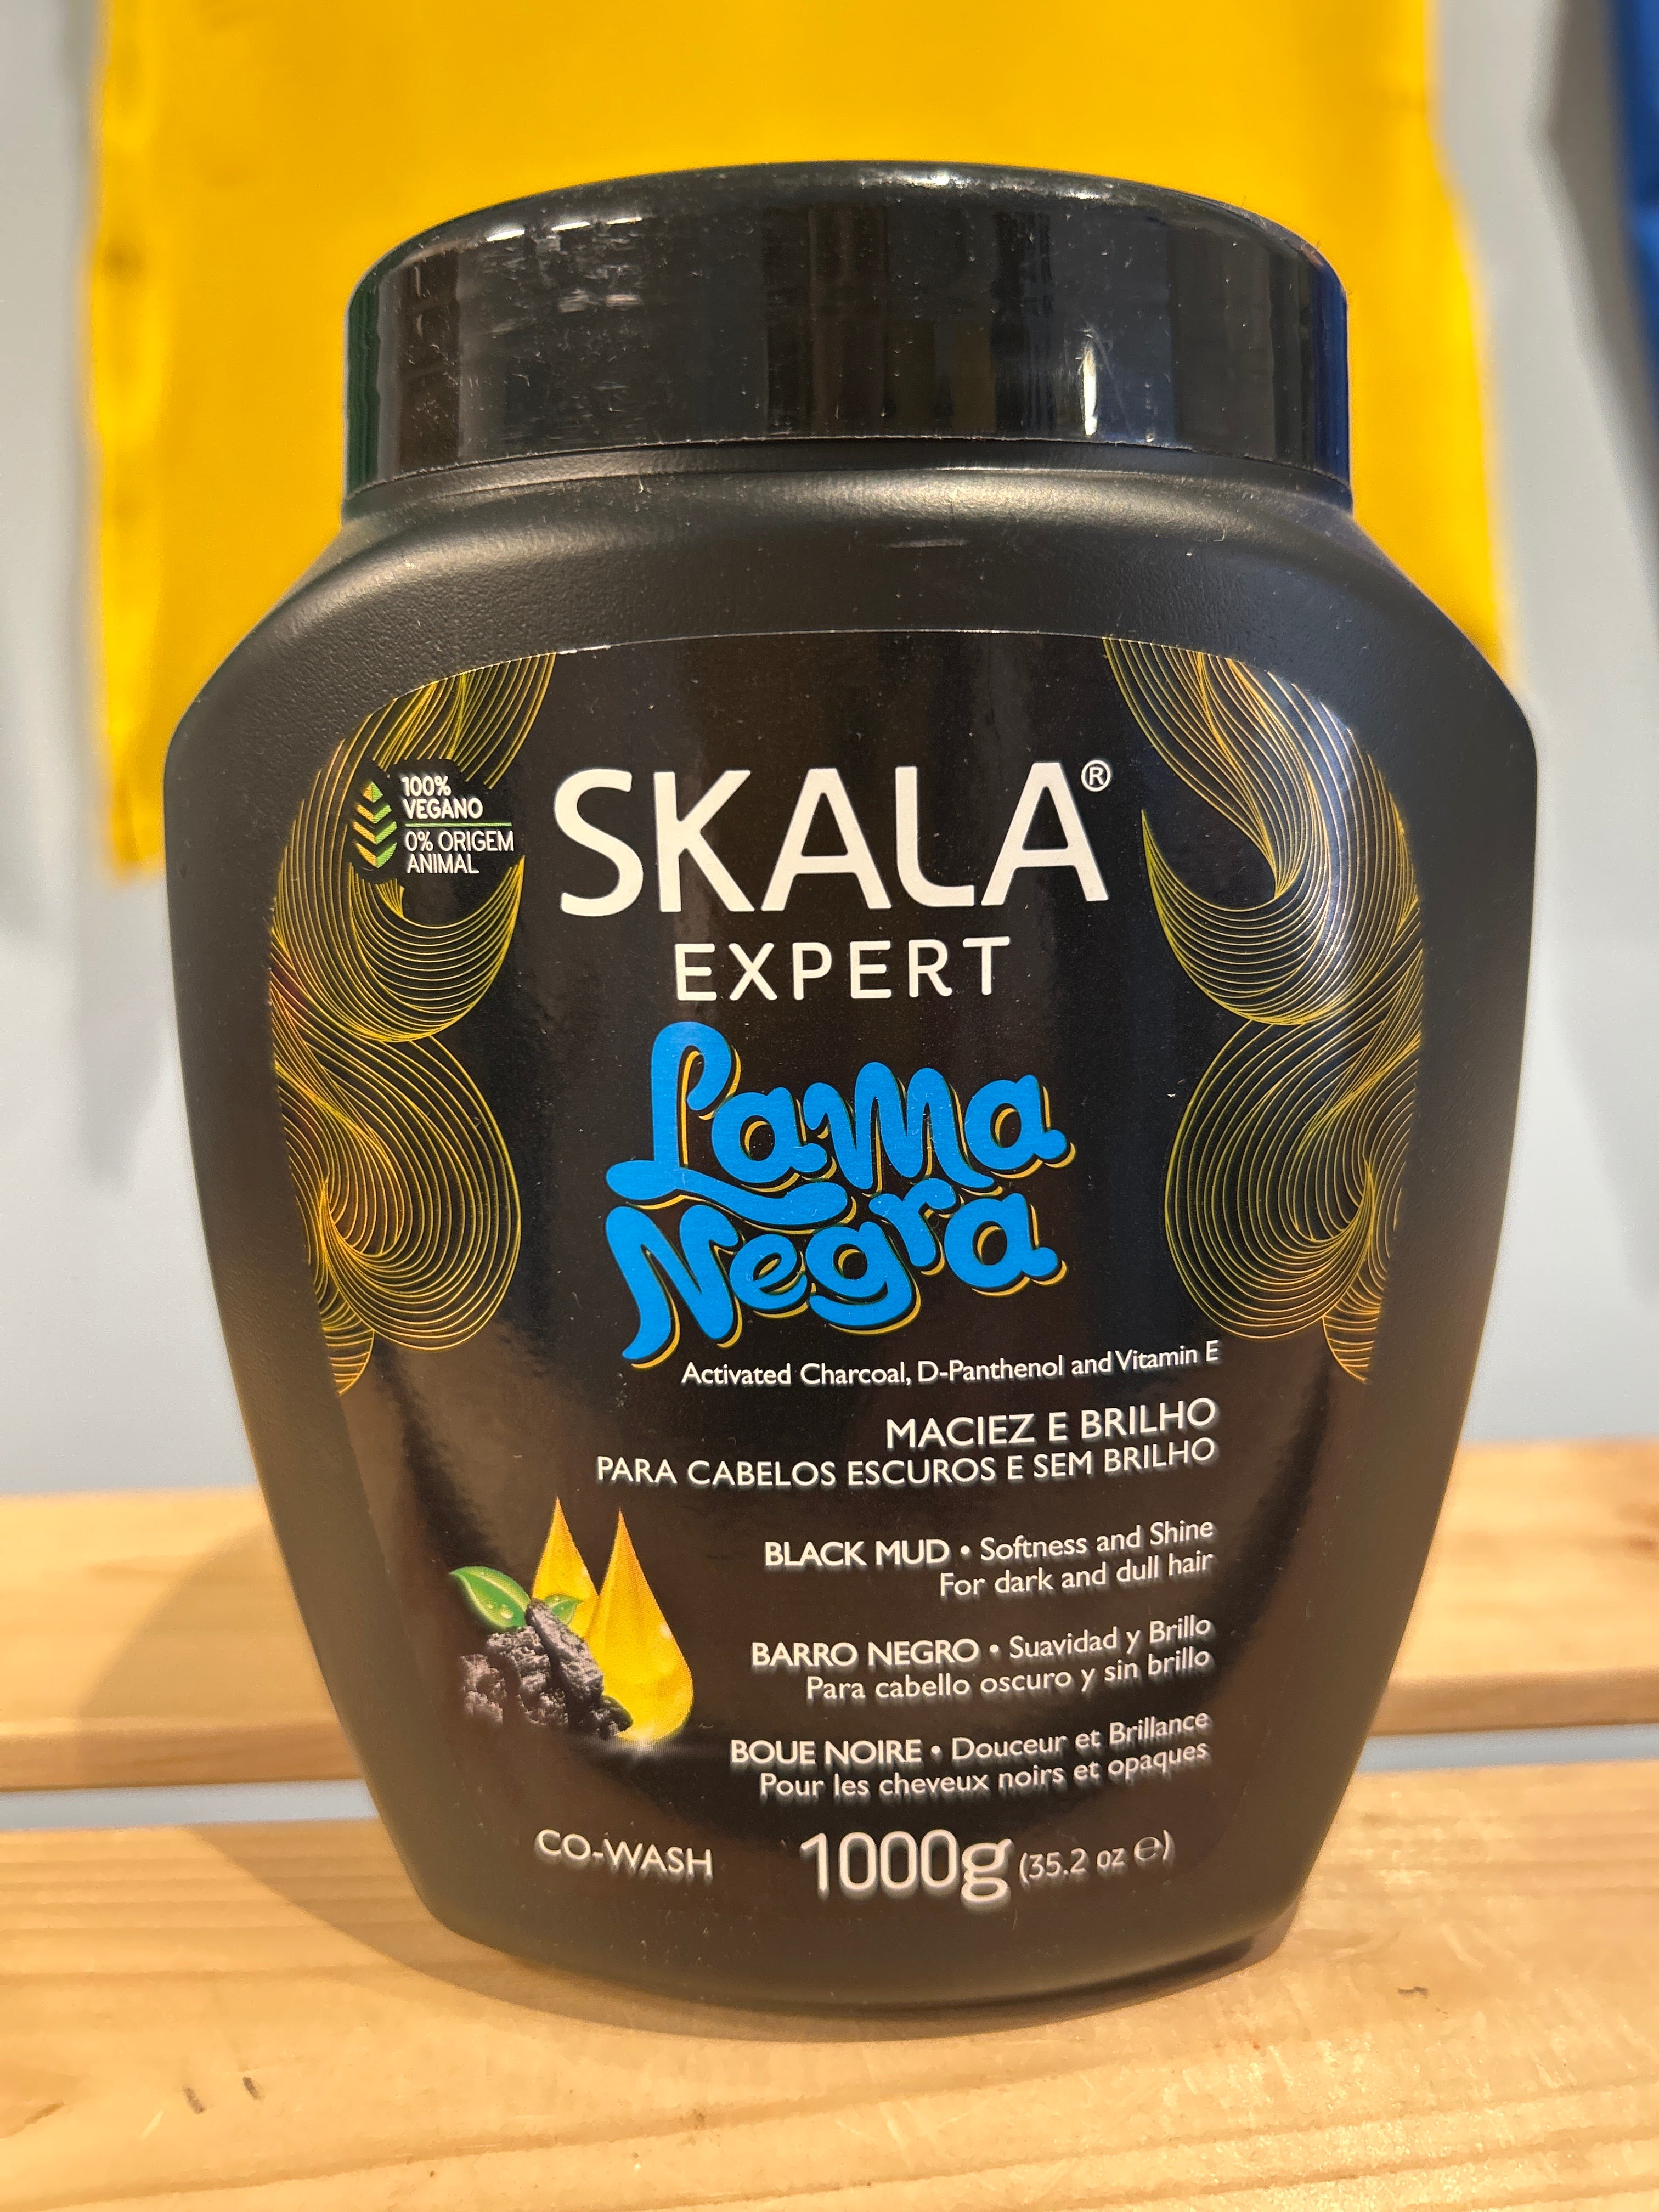 100%
VEGANO
0% ORIGEM
ANIMAL
SKALA®
EXPERT
Lama
Negra
Activated Charcoal, D-Panthenol and Vitamin E
MACIEZ E BRILHO
PARA CABELOS ESCUROS E SEM BRILHO
BLACK MUD • Softness and Shine
For dark and dull hair
BARRO NEGRO • Suavidad y Brillo
Para cabello oscuro y sin brillo
BOUE NOIRE • Douceur et Brillance
Pour les cheveux noirs et opaques
CO-WASH 1000g (35.2 oz ℮)